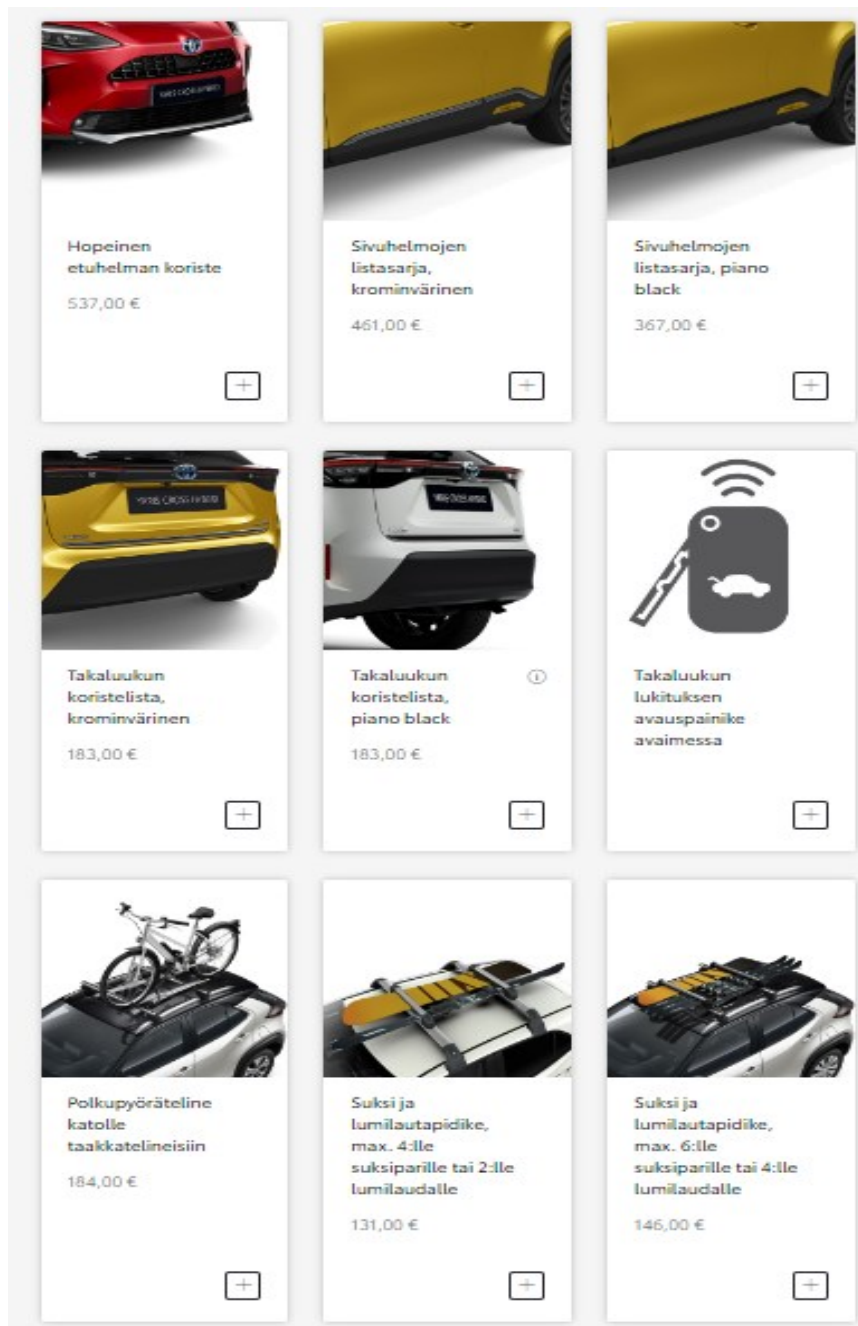 Hopeinen
etuhelman koriste
537,00 €
Sivuhelmojen
listasarja,
krominvärinen
461,00 €
Sivuhelmojen
listasarja, piano
black
367,00 €
YARIS CROSS HYBRID
Takaluukun
koristelista,
krominvärinen
183,00 €
Takaluukun
koristelista,
piano black
183,00 €
Takaluukun
lukituksen
avauspainike
avaimessa
Polkupyöräteline
katolle
taakkatelineisiin
184,00 €
Suksi ja
lumilautapidike,
max. 4:lle
suksiparille tai 2:lle
lumilaudalle
131,00 €
Suksi ja
lumilautapidike,
max. 6:lle
suksiparille tai 4:lle
lumilaudalle
146,00 €